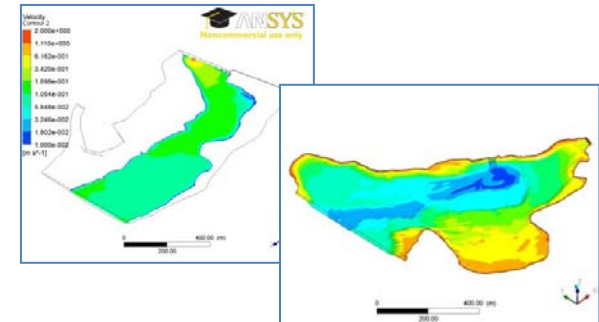 Velocity
Contour 2
ANSYS
Noncommercial use only
2.000e+000
1.110e+000
6.162e-001
3.420e-001
1.898e-001
1.054e-001
5.848e-002
3.246e-002
1.802e-002
1.000e-002
[m s^-1]
0
400.00 (m)
200.00
0
400.00 (m)
200.00